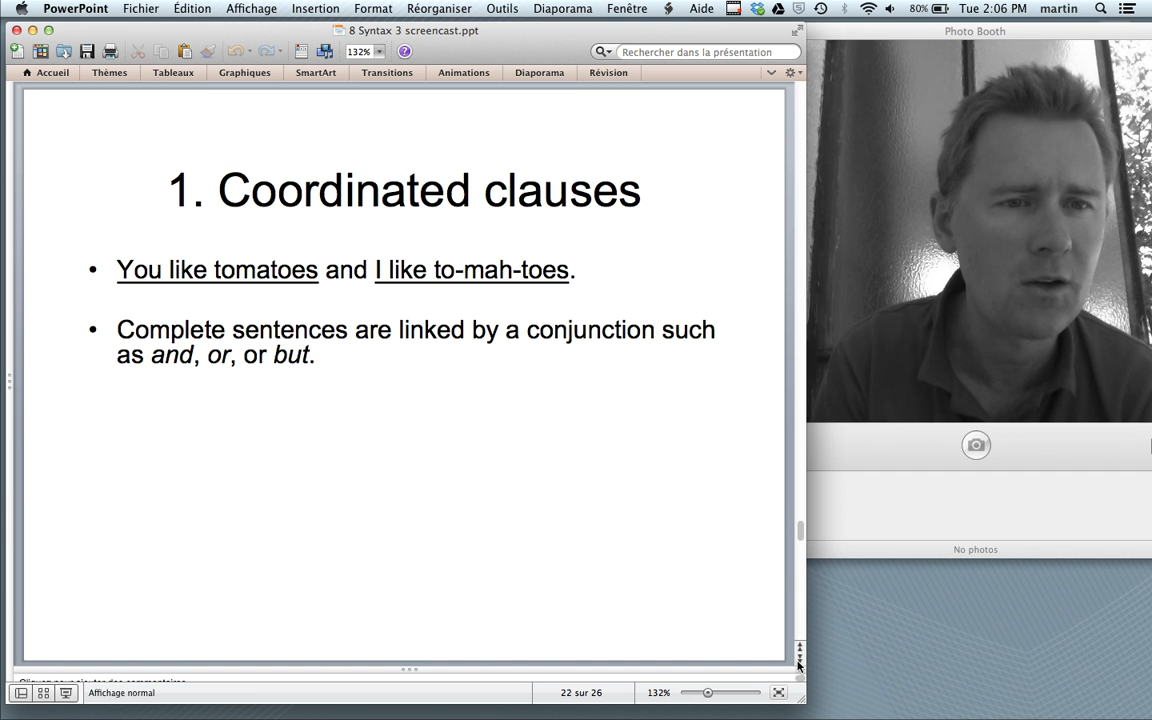 PowerPoint Fichier Édition Affichage Insertion Format Réorganiser Outils Diaporama Fenêtre Aide 80% Tue 2:06 PM martin
8 Syntax 3 screencast.ppt
Photo Booth
132%
Rechercher dans la présentation
Accueil Thèmes Tableaux Graphiques SmartArt Transitions Animations Diaporama Révision
1. Coordinated clauses
• You like tomatoes and I like to-mah-toes.
• Complete sentences are linked by a conjunction such
as and, or, or but.
No photos
Affichage normal 22 sur 26 132%